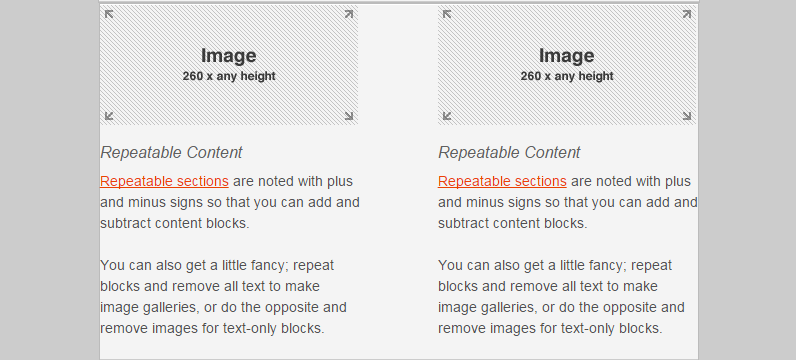 Image
260 x any height
Repeatable Content
Repeatable sections are noted with plus
and minus signs so that you can add and
subtract content blocks.
You can also get a little fancy; repeat
blocks and remove all text to make
image galleries, or do the opposite and
remove images for text-only blocks.
Image
260 x any height
Repeatable Content
Repeatable sections are noted with plus
and minus signs so that you can add and
subtract content blocks.
You can also get a little fancy; repeat
blocks and remove all text to make
image galleries, or do the opposite and
remove images for text-only blocks.